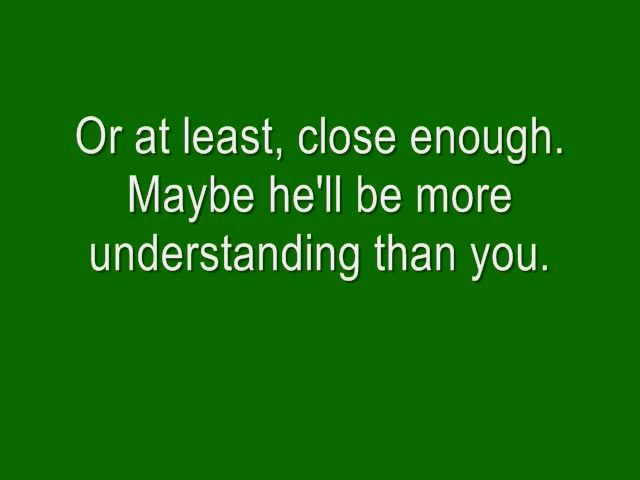 Or at least, close enough.
Maybe he'll be more
understanding than you.